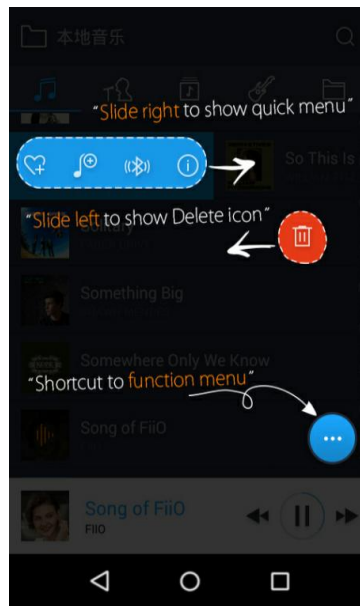 本地音乐
"Slide right to show quick menu"
So This Is
"Slide left to show Delete icon"
Solitary
Something Big
Somewhere Only We Know
"Shortcut to function menu"
Song of FiiO
Song of FiiO
FIIO